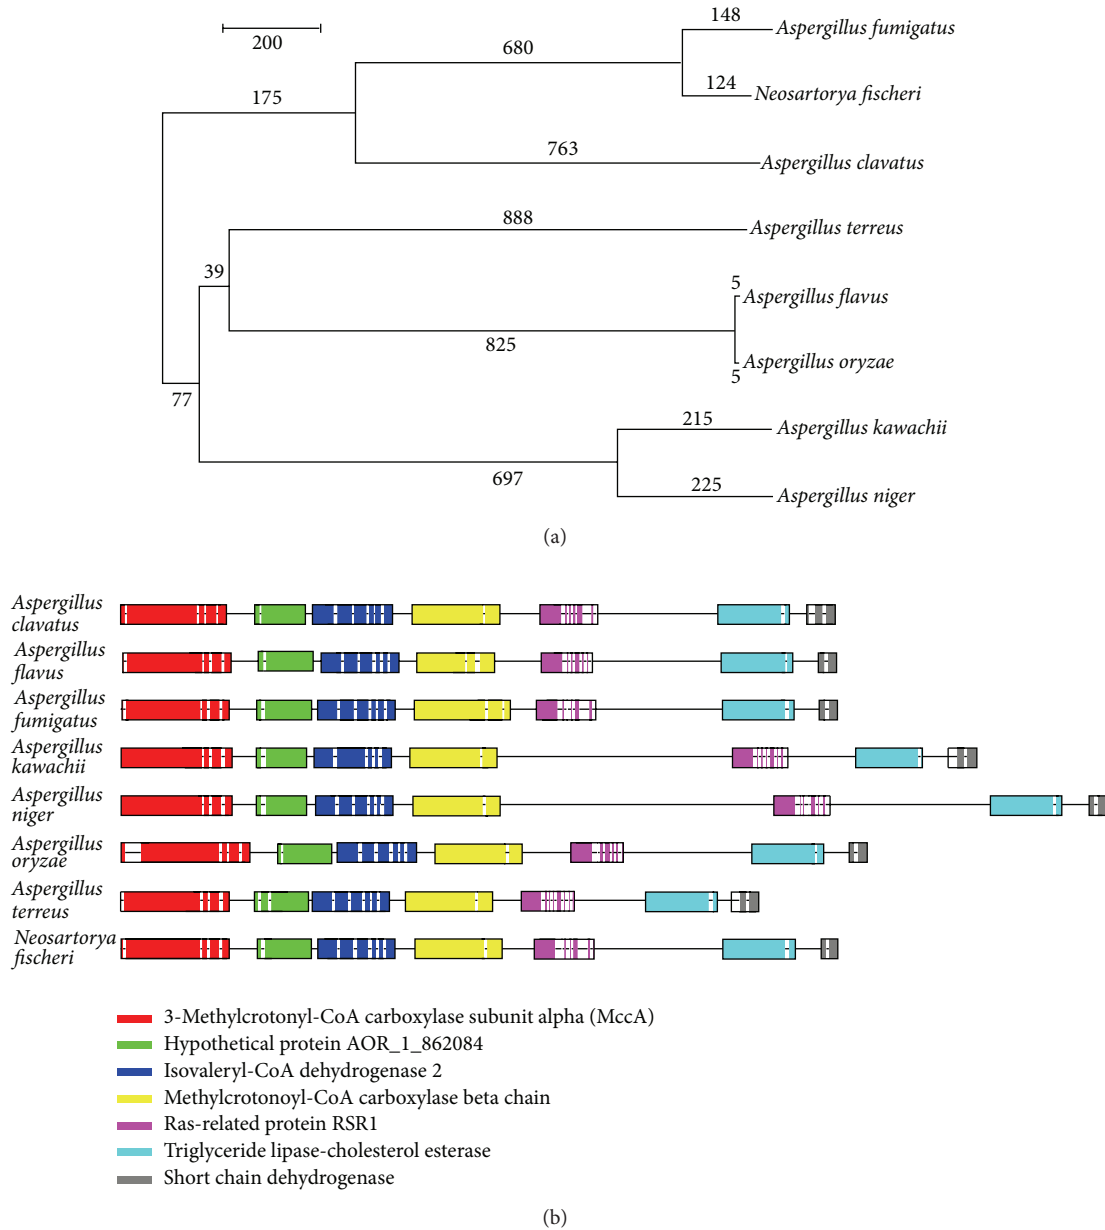 148
Aspergillus fumigatus
200
680
124
Neosartorya fischeri
175
763
Aspergillus clavatus
888
Aspergillus terreus
39
5
Aspergillus flavus
825
Aspergillus oryzae
5
77
215
Aspergillus kawachii
697
225
Aspergillus niger
(a)
Aspergillus
clavatus
Aspergillus
flavus
Aspergillus
fumigatus
Aspergillus
kawachii
Aspergillus
niger
Aspergillus
oryzae
Aspergillus
terreus
Neosartorya
fischeri
3-Methylcrotonyl-CoA carboxylase subunit alpha (MccA)
Hypothetical protein AOR_1_862084
Isovaleryl-CoA dehydrogenase 2
Methylcrotonoyl-CoA carboxylase beta chain
Ras-related protein RSR1
Triglyceride lipase-cholesterol esterase
Short chain dehydrogenase
(b)